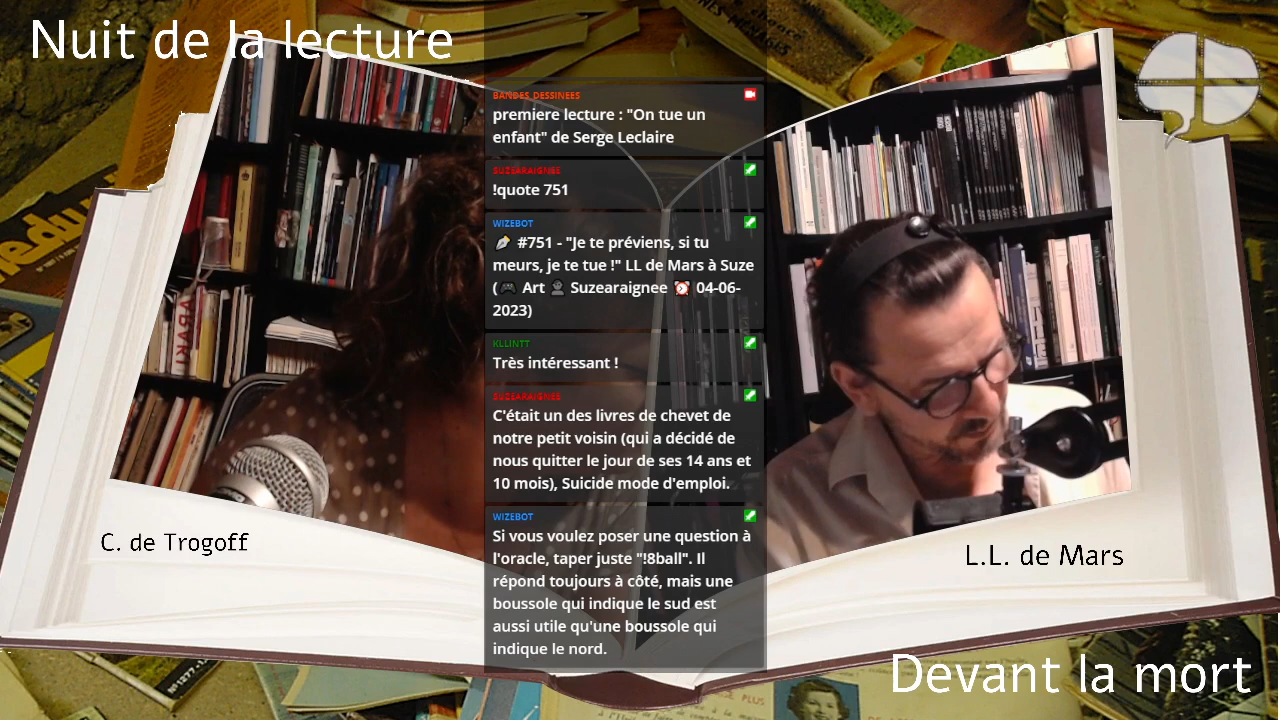 Nuit de la lecture
BANDES_DESSINEES
premiere lecture : "On tue un
enfant" de Serge Leclaire
SUZEARAIGNEE
!quote 751
WIZEBOT
#751 - "Je te préviens, si tu
meurs, je te tue !" LL de Mars à Suze
(🎮 Art 👤 Suzearaignee ⏰ 04-06-
2023)
KLLINTT
Très intéressant !
SUZEARAIGNEE
C'était un des livres de chevet de
notre petit voisin (qui a décidé de
nous quitter le jour de ses 14 ans et
10 mois), Suicide mode d'emploi.
WIZEBOT
Si vous voulez poser une question à
l'oracle, taper juste "!8ball". Il
répond toujours à côté, mais une
boussole qui indique le sud est
aussi utile qu'une boussole qui
indique le nord.
C. de Trogoff
L.L. de Mars
Devant la mort